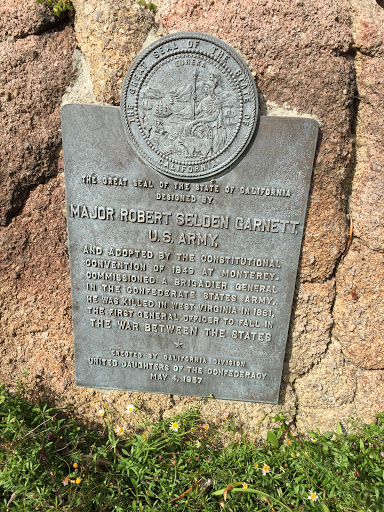 THE GREAT SEAL OF THE STATE OF CALIFORNIA
EUREKA
THE GREAT SEAL OF THE STATE OF CALIFORNIA
DESIGNED BY
MAJOR ROBERT SELDEN GARNETT
U.S. ARMY,
AND ADOPTED BY THE CONSTITUTIONAL
CONVENTION OF 1849 AT MONTEREY.
COMMISSIONED A BRIGADIER GENERAL
IN THE CONFEDERATE STATES ARMY,
HE WAS KILLED IN WEST VIRGINIA IN 1861,
THE FIRST GENERAL OFFICER TO FALL IN
THE WAR BETWEEN THE STATES
ERECTED BY CALIFORNIA DIVISION
UNITED DAUGHTERS OF THE CONFEDERACY
MAY 4, 1957